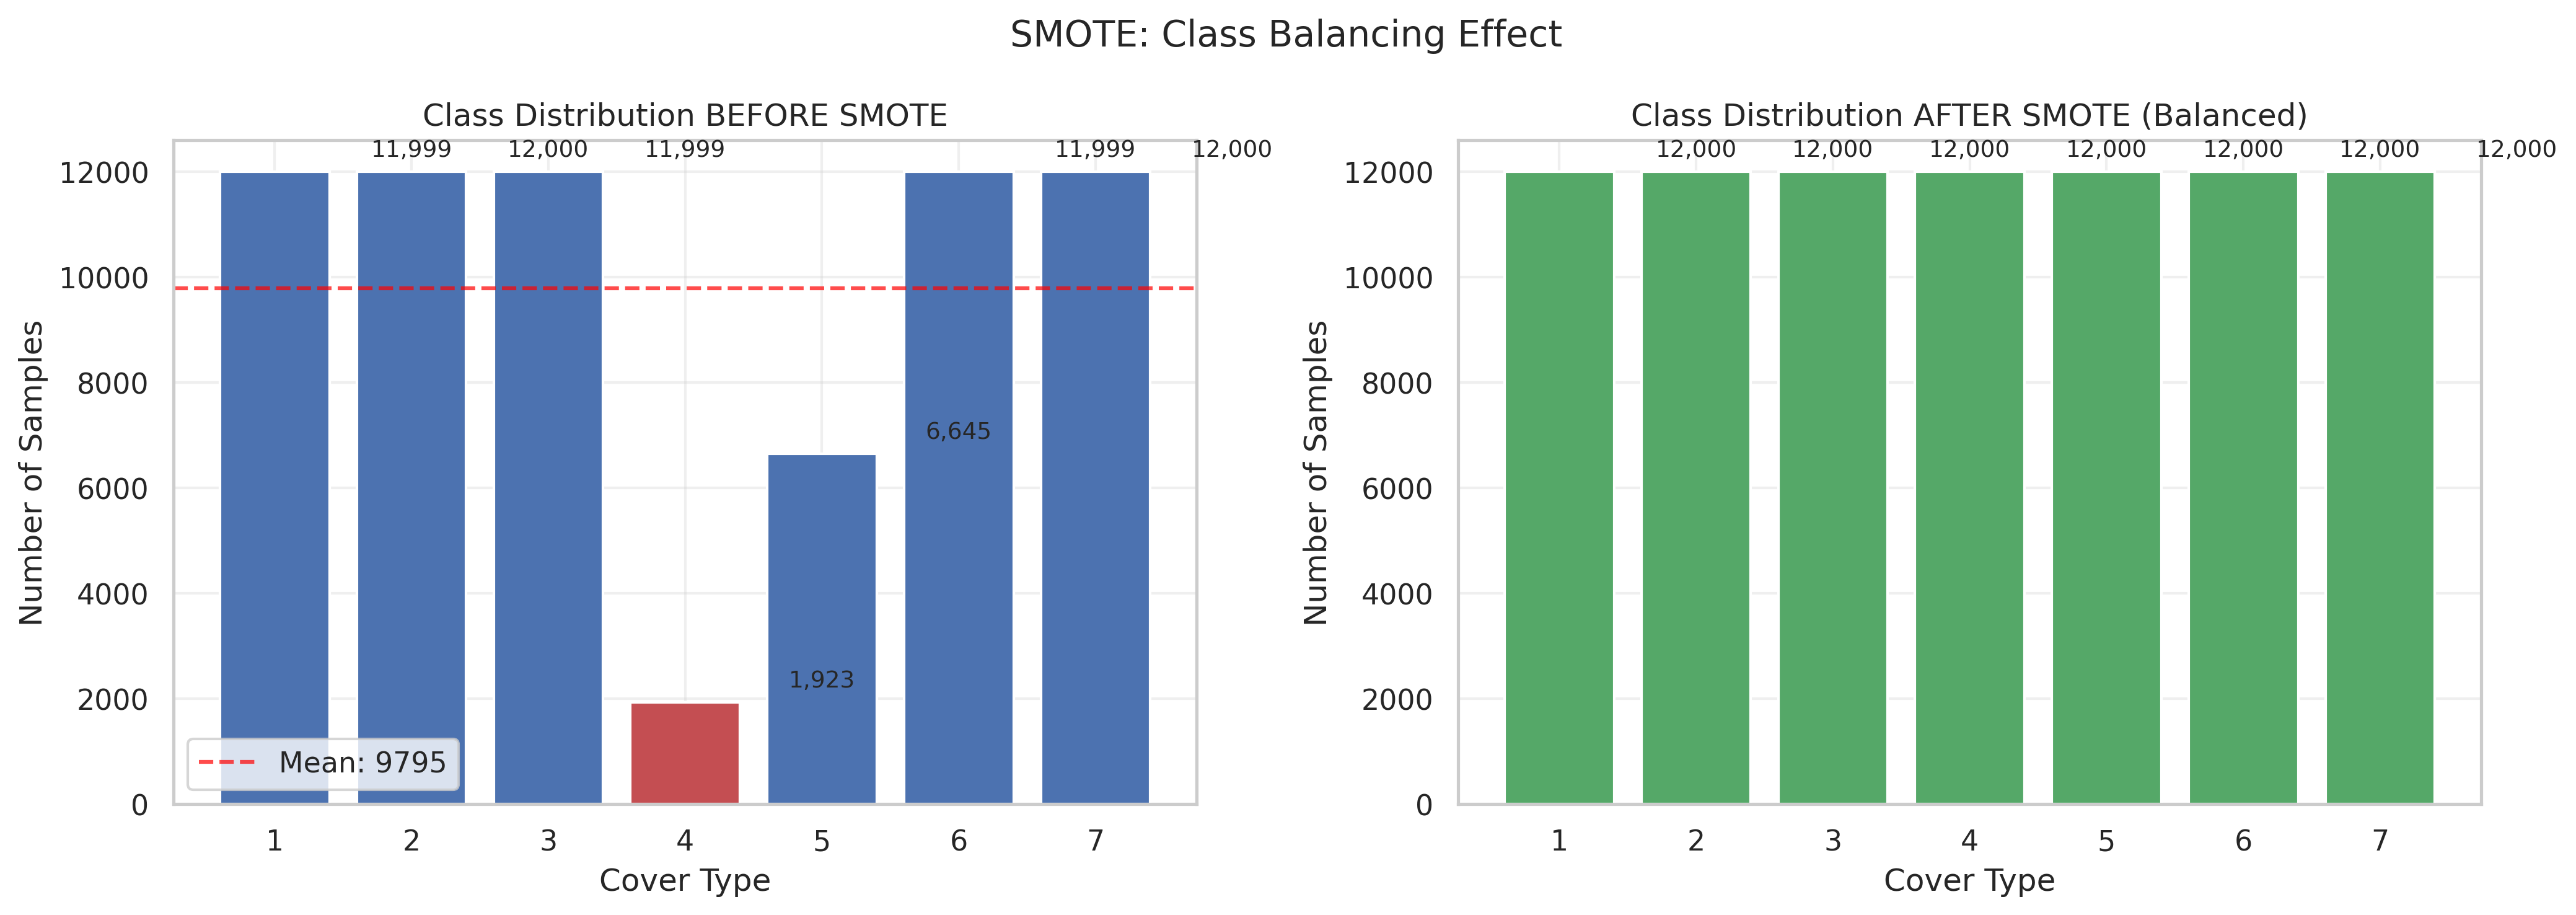 SMOTE: Class Balancing Effect
Class Distribution BEFORE SMOTE
11,999 12,000 11,999 11,999 12,000
12000
10000
8000
6,645
6000
4000
1,923
2000
Mean: 9795
0
1 2 3 4 5 6 7
Number of Samples
Cover Type
Class Distribution AFTER SMOTE (Balanced)
12,000 12,000 12,000 12,000 12,000 12,000 12,000
12000
10000
8000
6000
4000
2000
0
1 2 3 4 5 6 7
Number of Samples
Cover Type